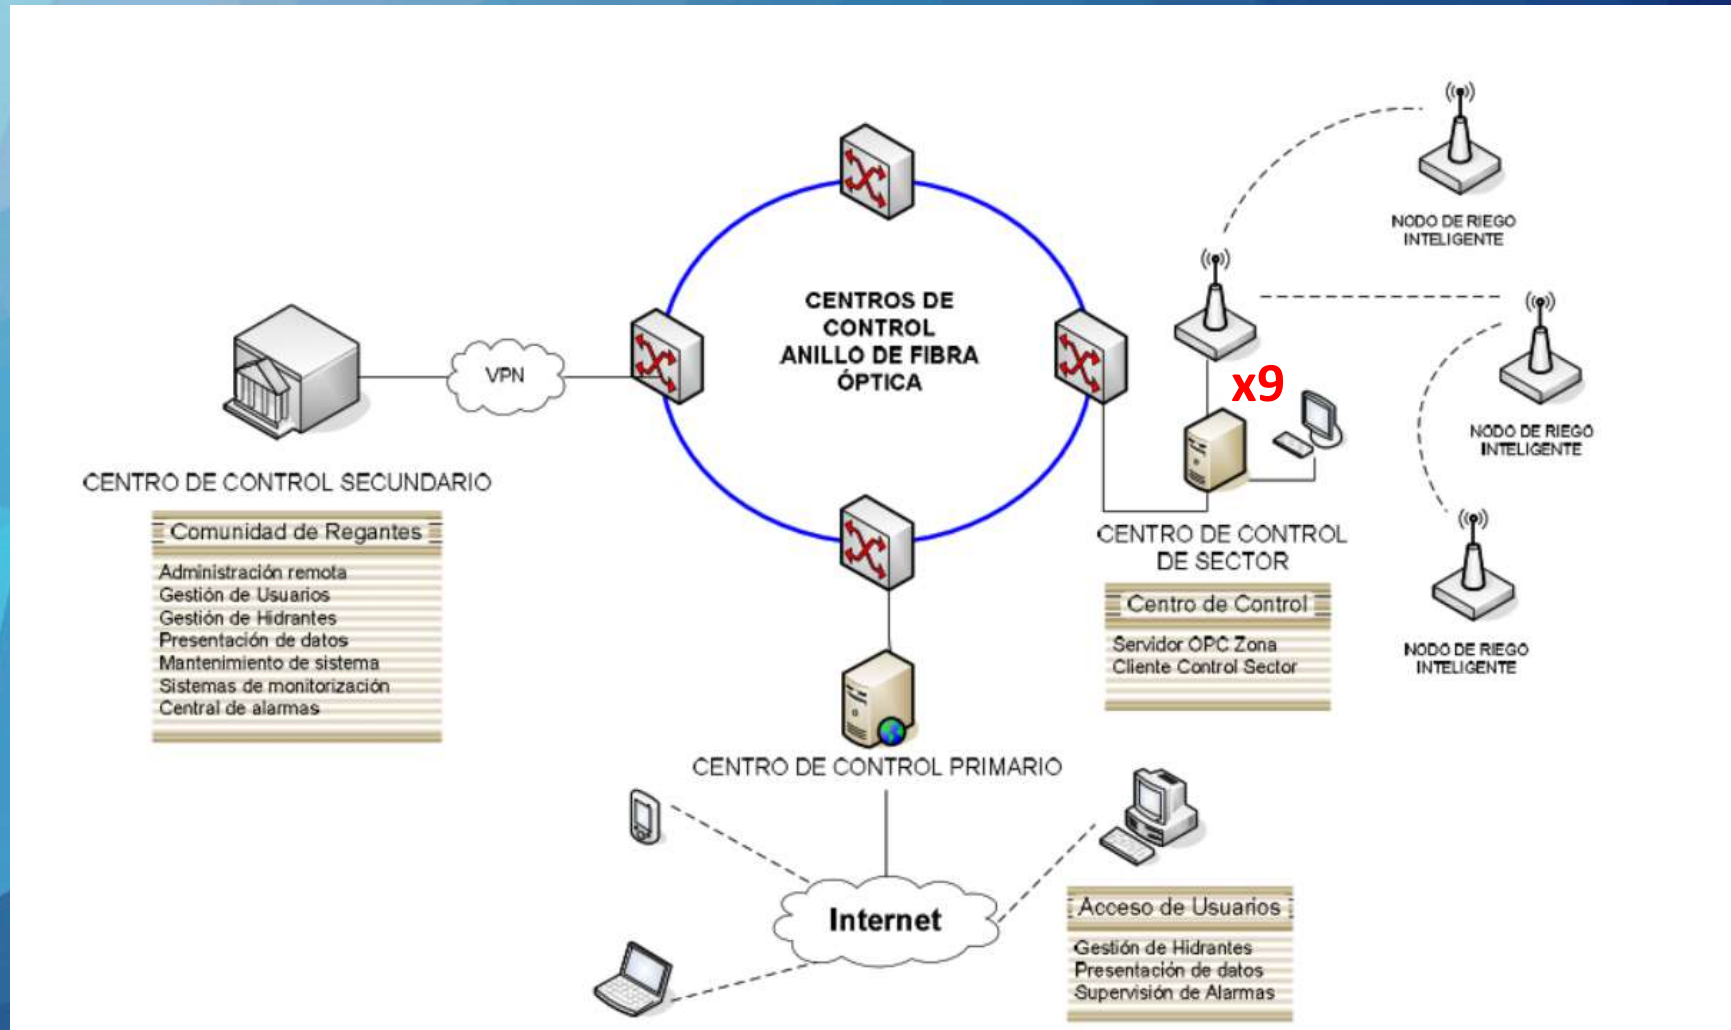 NODO DE RIEGO
INTELIGENTE
CENTROS DE
CONTROL
ANILLO DE FIBRA
ÓPTICA
VPN
x9
NODO DE RIEGO
INTELIGENTE
CENTRO DE CONTROL SECUNDARIO
Comunidad de Regantes
Administración remota
Gestión de Usuarios
Gestión de Hidrantes
Presentación de datos
Mantenimiento de sistema
Sistemas de monitorización
Central de alarmas
CENTRO DE CONTROL
DE SECTOR
Centro de Control
Servidor OPC Zona
Cliente Control Sector
NODO DE RIEGO
INTELIGENTE
CENTRO DE CONTROL PRIMARIO
Internet
Acceso de Usuarios
Gestión de Hidrantes
Presentación de datos
Supervisión de Alarmas